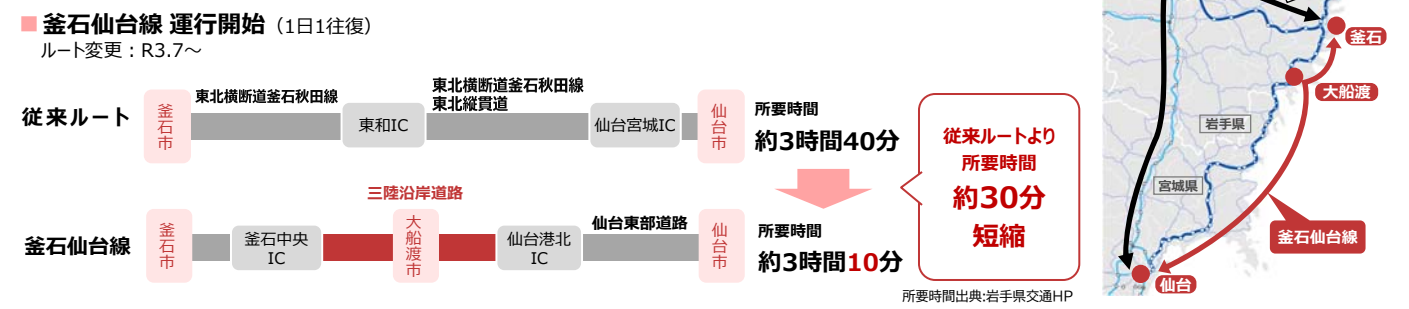 ■ 釜石仙台線 運行開始（1日1往復）
ルート変更：R3.7～
従来ルート
釜石市
東北横断道釜石秋田線
東和IC
東北横断道釜石秋田線
東北縦貫道
仙台宮城IC
仙台市
所要時間
約3時間40分
釜石仙台線
釜石市
釜石中央
IC
三陸沿岸道路
大船渡市
仙台港北
IC
仙台東部道路
仙台市
所要時間
約3時間10分
従来ルートより
所要時間
約30分
短縮
所要時間出典:岩手県交通HP
釜石
大船渡
岩手県
宮城県
釜石仙台線
仙台